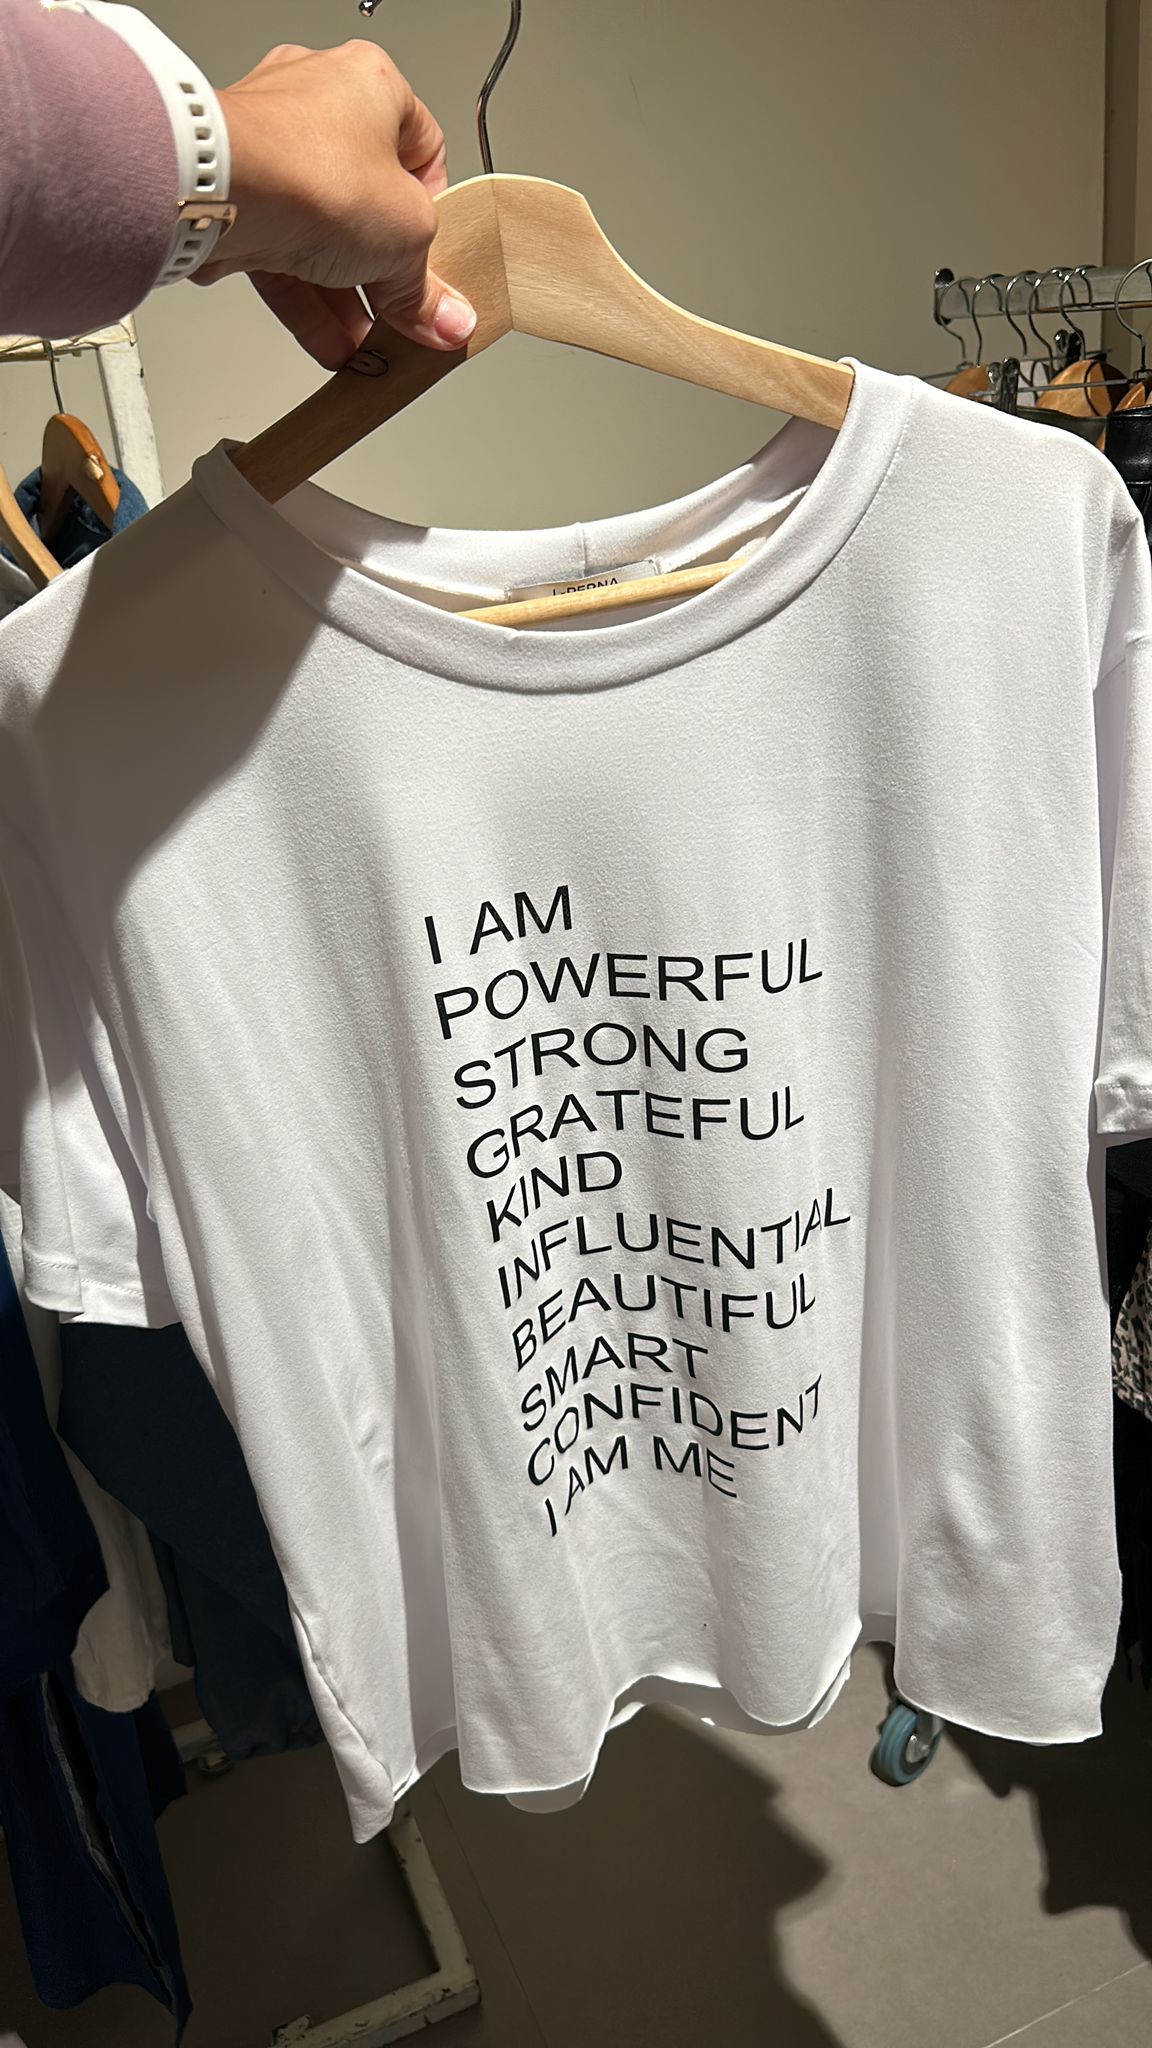 I AM
POWERFUL
STRONG
GRATEFUL
KIND
INFLUENTIAL
BEAUTIFUL
SMART
CONFIDENT
I AM ME